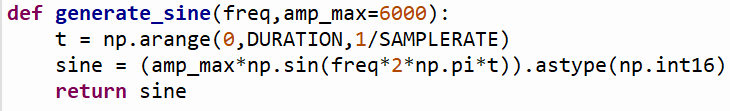 def generate_sine(freq,amp_max=6000):
    t = np.arange(0,DURATION,1/SAMPLERATE)
    sine = (amp_max*np.sin(freq*2*np.pi*t)).astype(np.int16)
    return sine